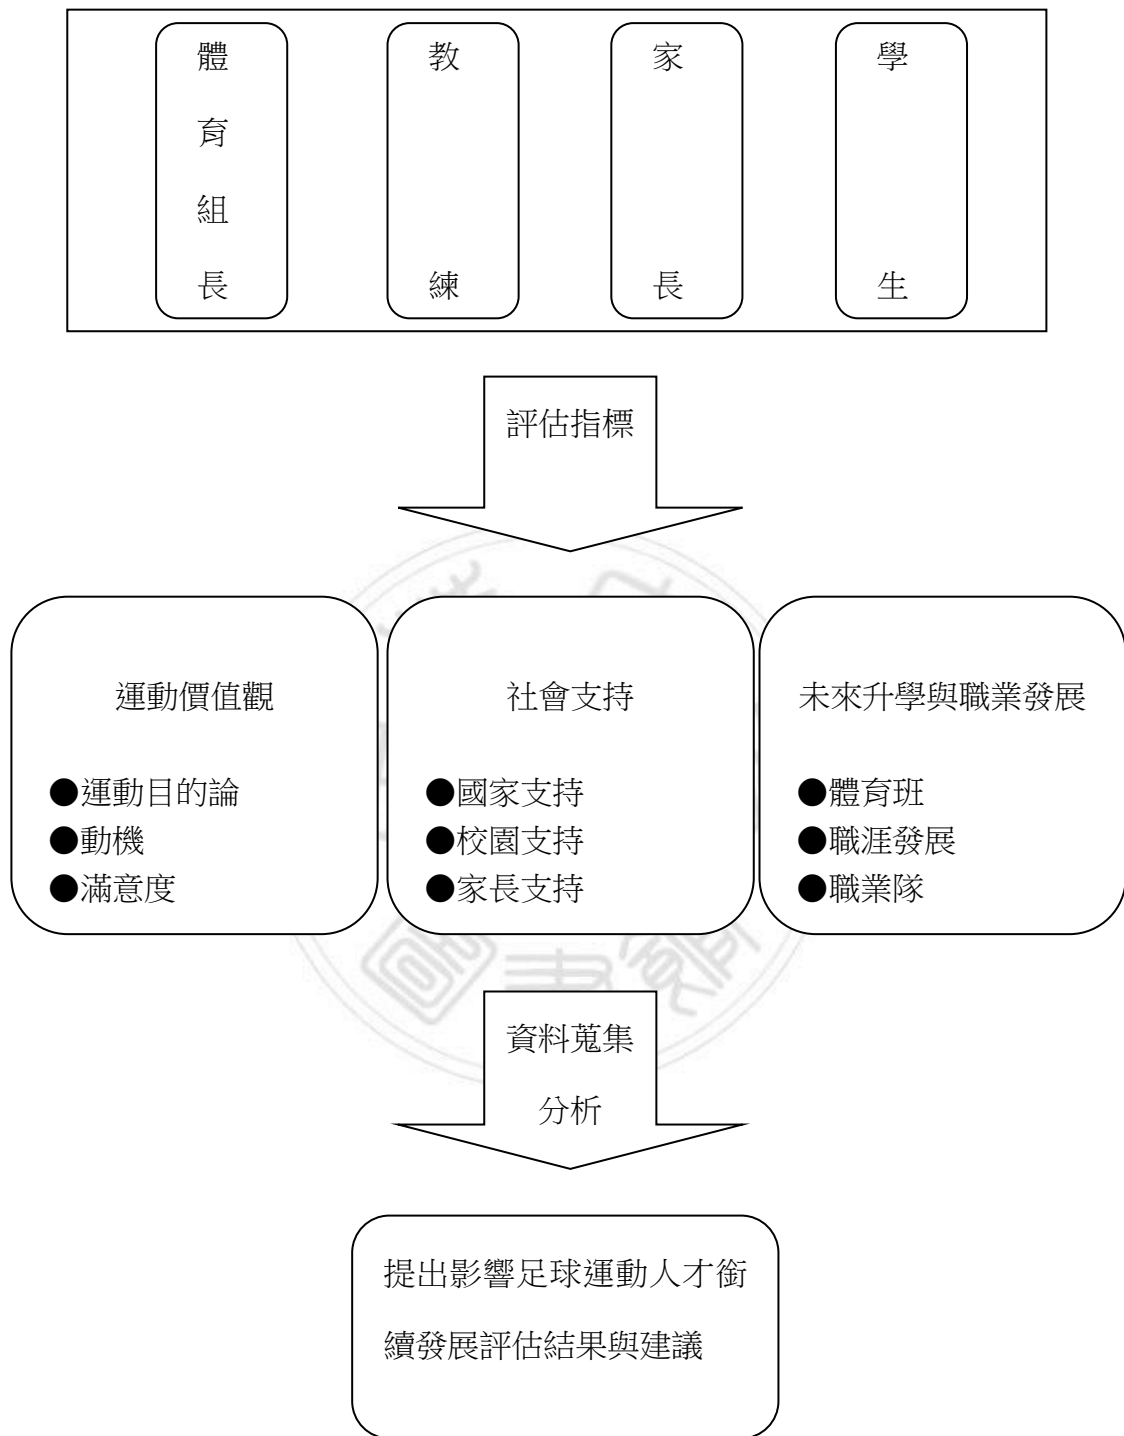 體育組長
教練
家長
學生
評估指標
運動價值觀
●運動目的論
●動機
●滿意度
社會支持
●國家支持
●校園支持
●家長支持
未來升學與職業發展
●體育班
●職涯發展
●職業隊
資料蒐集
分析
提出影響足球運動人才銜
續發展評估結果與建議